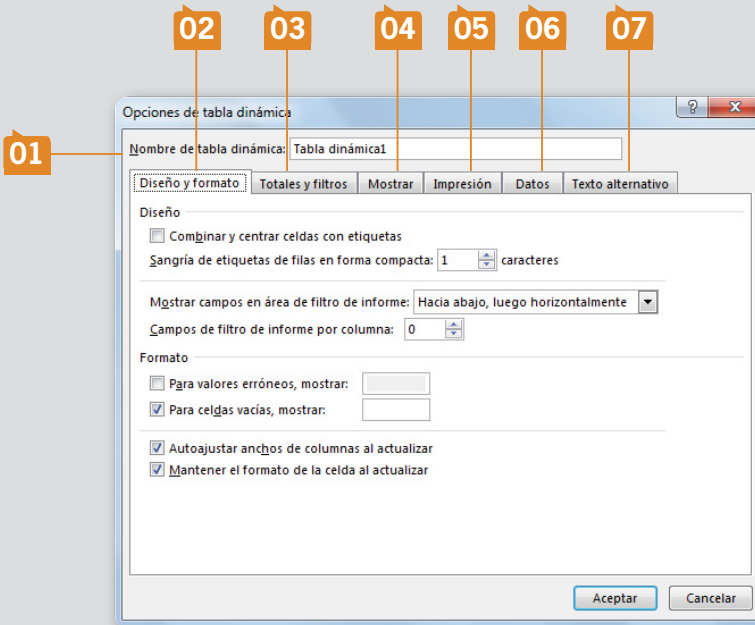 02 03 04 05 06 07
Opciones de tabla dinámica
01
Nombre de tabla dinámica: Tabla dinámica1
Diseño y formato Totales y filtros Mostrar Impresión Datos Texto alternativo
Diseño
Combinar y centrar celdas con etiquetas
Sangría de etiquetas de filas en forma compacta: 1 caracteres
Mostrar campos en área de filtro de informe: Hacia abajo, luego horizontalmente
Campos de filtro de informe por columna: 0
Formato
Para valores erróneos, mostrar:
Para celdas vacías, mostrar:
Autoajustar anchos de columnas al actualizar
Mantener el formato de la celda al actualizar
Aceptar Cancelar